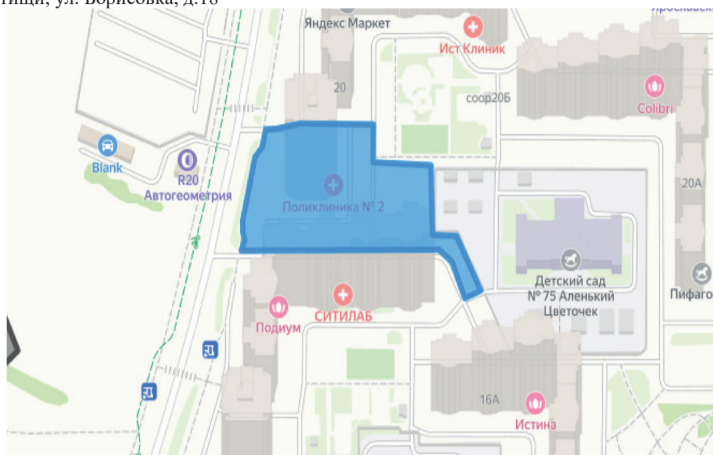 тищи, ул. Борисовка, д.18
Яндекс Маркет
Ист Клиник
20
соор20Б
Colibri
Blank
R20
Автогеометрия
20А
Поликлиника № 2
Детский сад
№ 75 Аленький
Цветочек
Пифаго
СИТИЛАБ
Подиум
16А
Истина